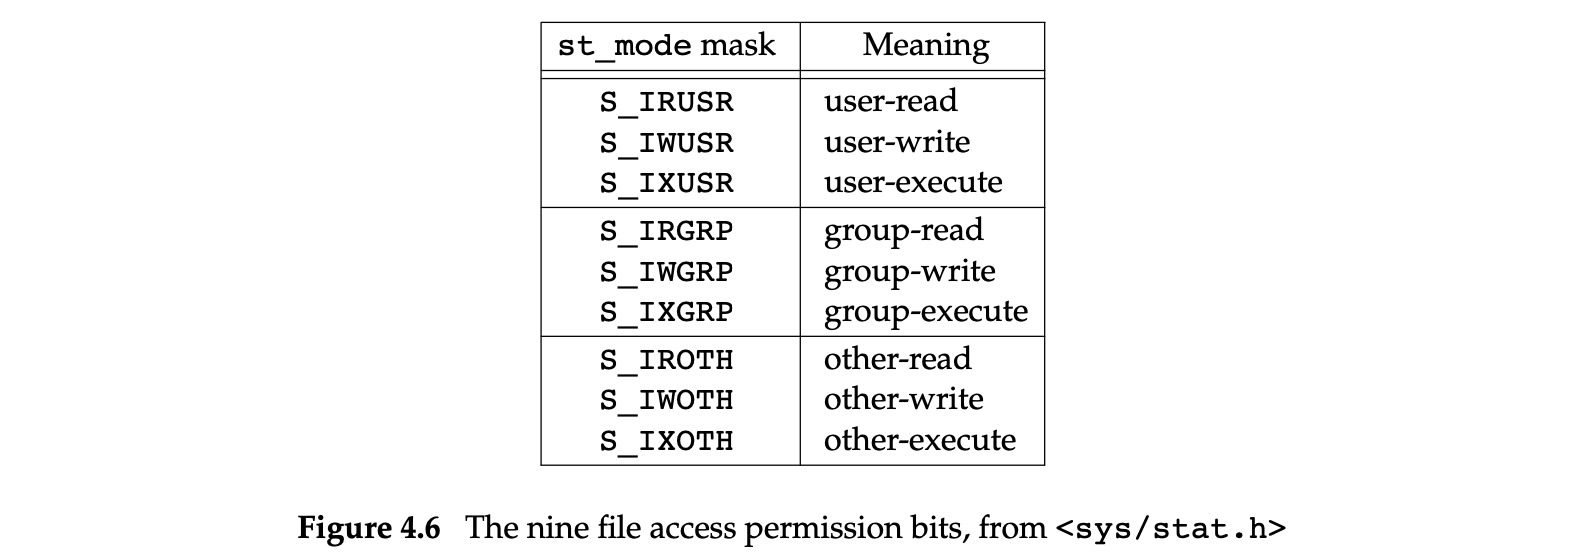 st_mode mask Meaning
S_IRUSR user-read
S_IWUSR user-write
S_IXUSR user-execute
S_IRGRP group-read
S_IWGRP group-write
S_IXGRP group-execute
S_IROTH other-read
S_IWOTH other-write
S_IXOTH other-execute
Figure 4.6 The nine file access permission bits, from <sys/stat.h>